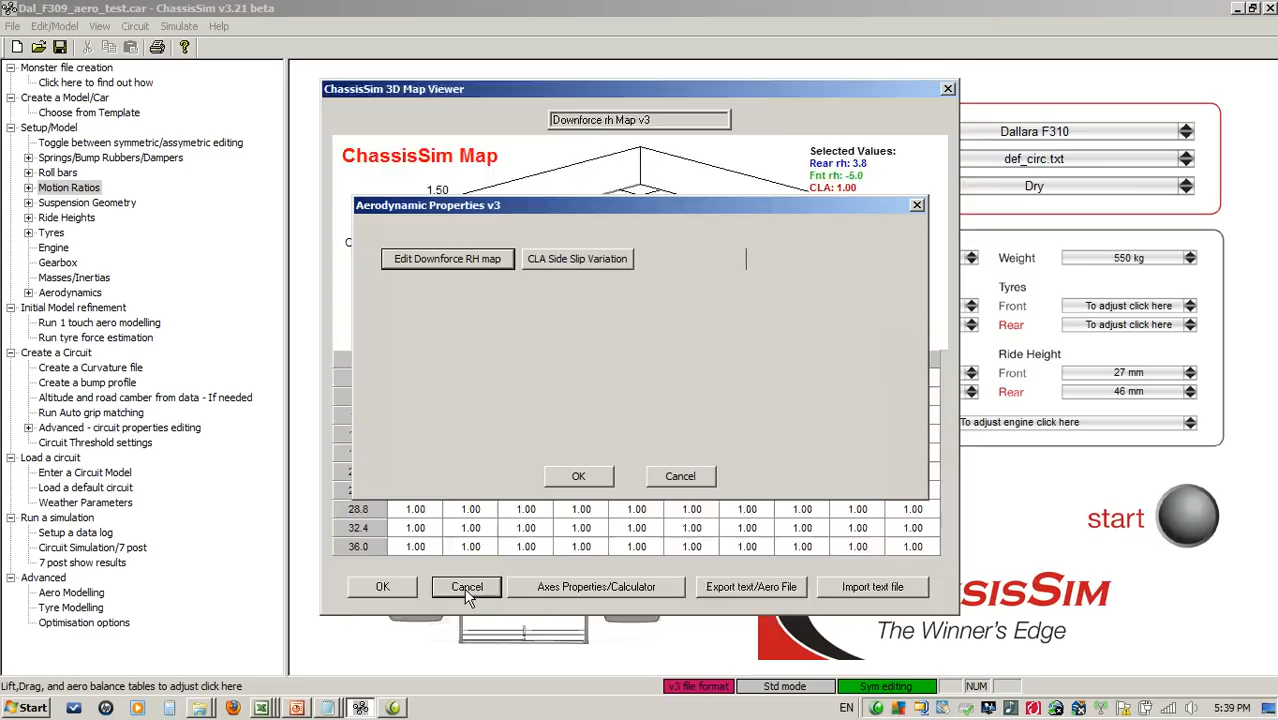 Dal_F309_aero_test.car - ChassisSim v3.21 beta
File Edit/Model View Circuit Simulate Help
Monster file creation
Click here to find out how
Create a Model/Car
Choose from Template
Setup/Model
Toggle between symmetric/assymetric editing
Springs/Bump Rubbers/Dampers
Roll bars
Motion Ratios
Suspension Geometry
Ride Heights
Tyres
Engine
Gearbox
Masses/Inertias
Aerodynamics
Initial Model refinement
Run 1 touch aero modelling
Run tyre force estimation
Create a Circuit
Create a Curvature file
Create a bump profile
Altitude and road camber from data - If needed
Run Auto grip matching
Advanced - circuit properties editing
Circuit Threshold settings
Load a circuit
Enter a Circuit Model
Load a default circuit
Weather Parameters
Run a simulation
Setup a data log
Circuit Simulation/7 post
7 post show results
Advanced
Aero Modelling
Tyre Modelling
Optimisation options
ChassisSim 3D Map Viewer
Downforce rh Map v3
ChassisSim Map
1.50
Selected Values:
Rear rh: 3.8
Fnt rh: -5.0
CLA: 1.00
Aerodynamic Properties v3
Edit Downforce RH map CLA Side Slip Variation
OK Cancel
28.8 1.00 1.00 1.00 1.00 1.00 1.00 1.00 1.00 1.00 1.00
32.4 1.00 1.00 1.00 1.00 1.00 1.00 1.00 1.00 1.00 1.00
36.0 1.00 1.00 1.00 1.00 1.00 1.00 1.00 1.00 1.00 1.00
OK Cancel Axes Properties/Calculator Export text/Aero File Import text file
Dallara F310
def_circ.txt
Dry
Weight 550 kg
Tyres
Front To adjust click here
Rear To adjust click here
Ride Height
Front 27 mm
Rear 46 mm
To adjust engine click here
start
The Winner's Edge
Lift,Drag, and aero balance tables to adjust click here
v3 file format Std mode Sym editing NUM
Start EN 5:39 PM